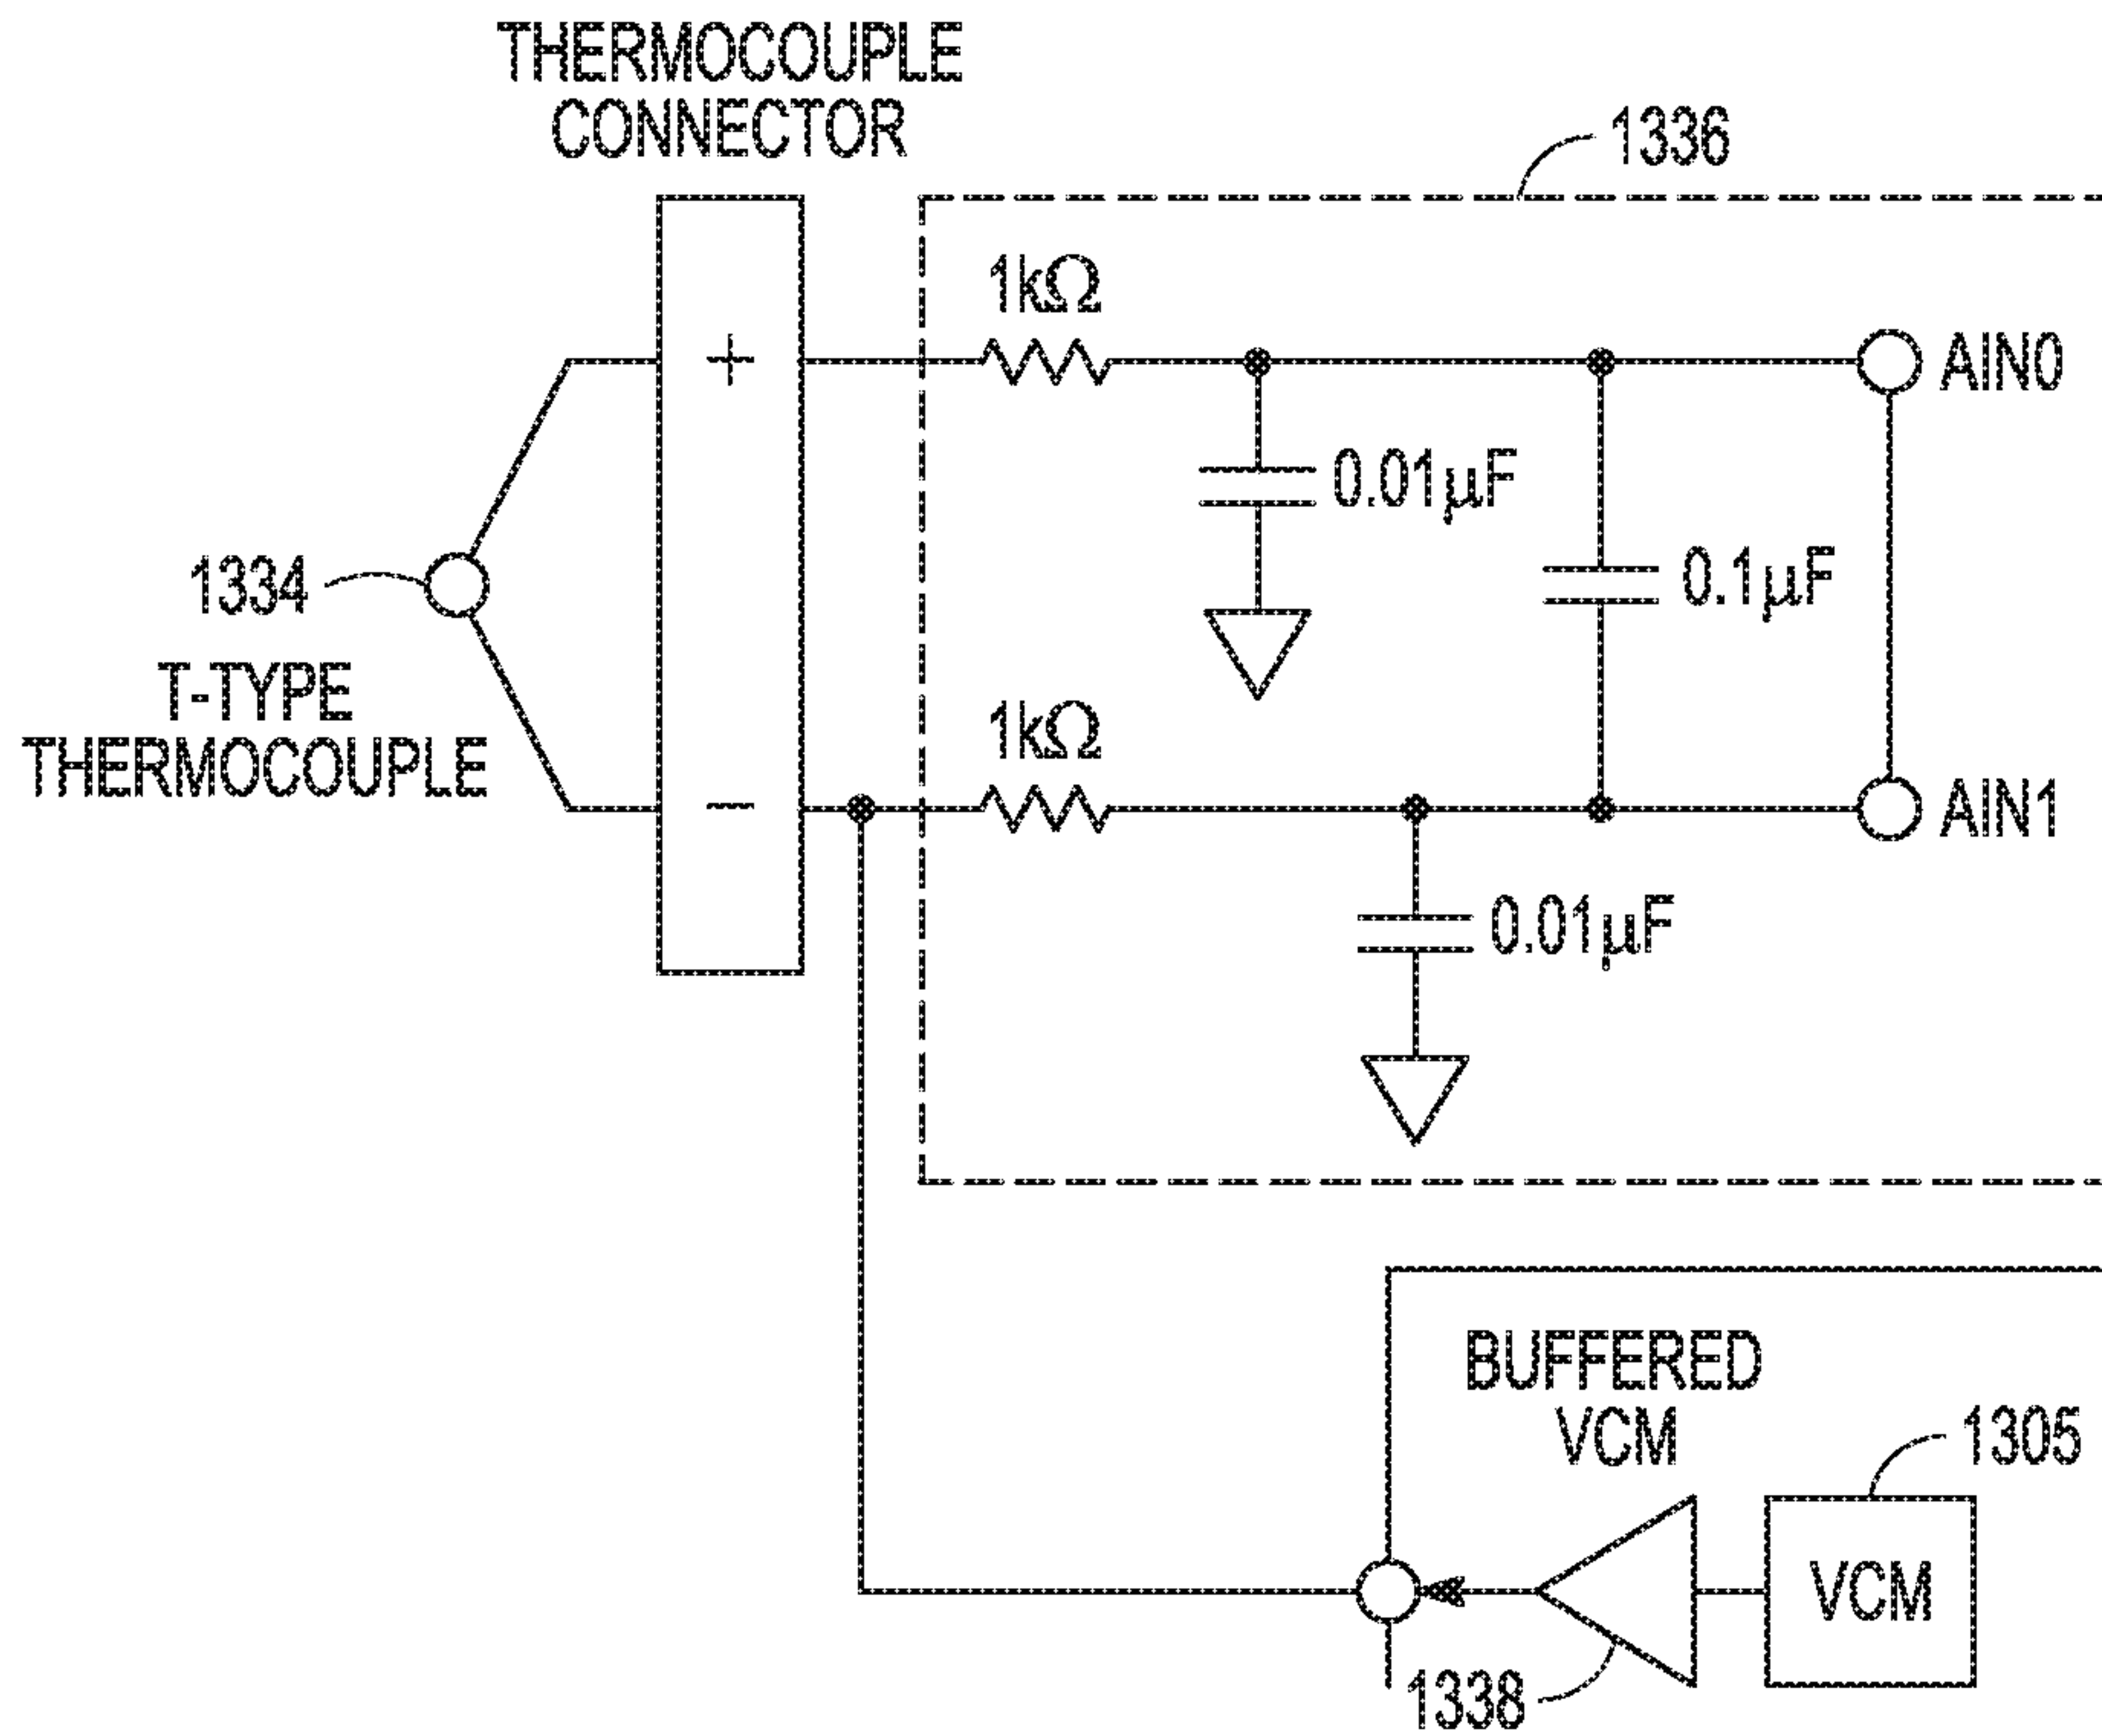 THERMOCOUPLE
CONNECTOR
1336
1kΩ
+
AIN0
0.01µF
0.1µF
1334
T-TYPE
THERMOCOUPLE
1kΩ
−
AIN1
0.01µF
BUFFERED
VCM
1305
VCM
1338